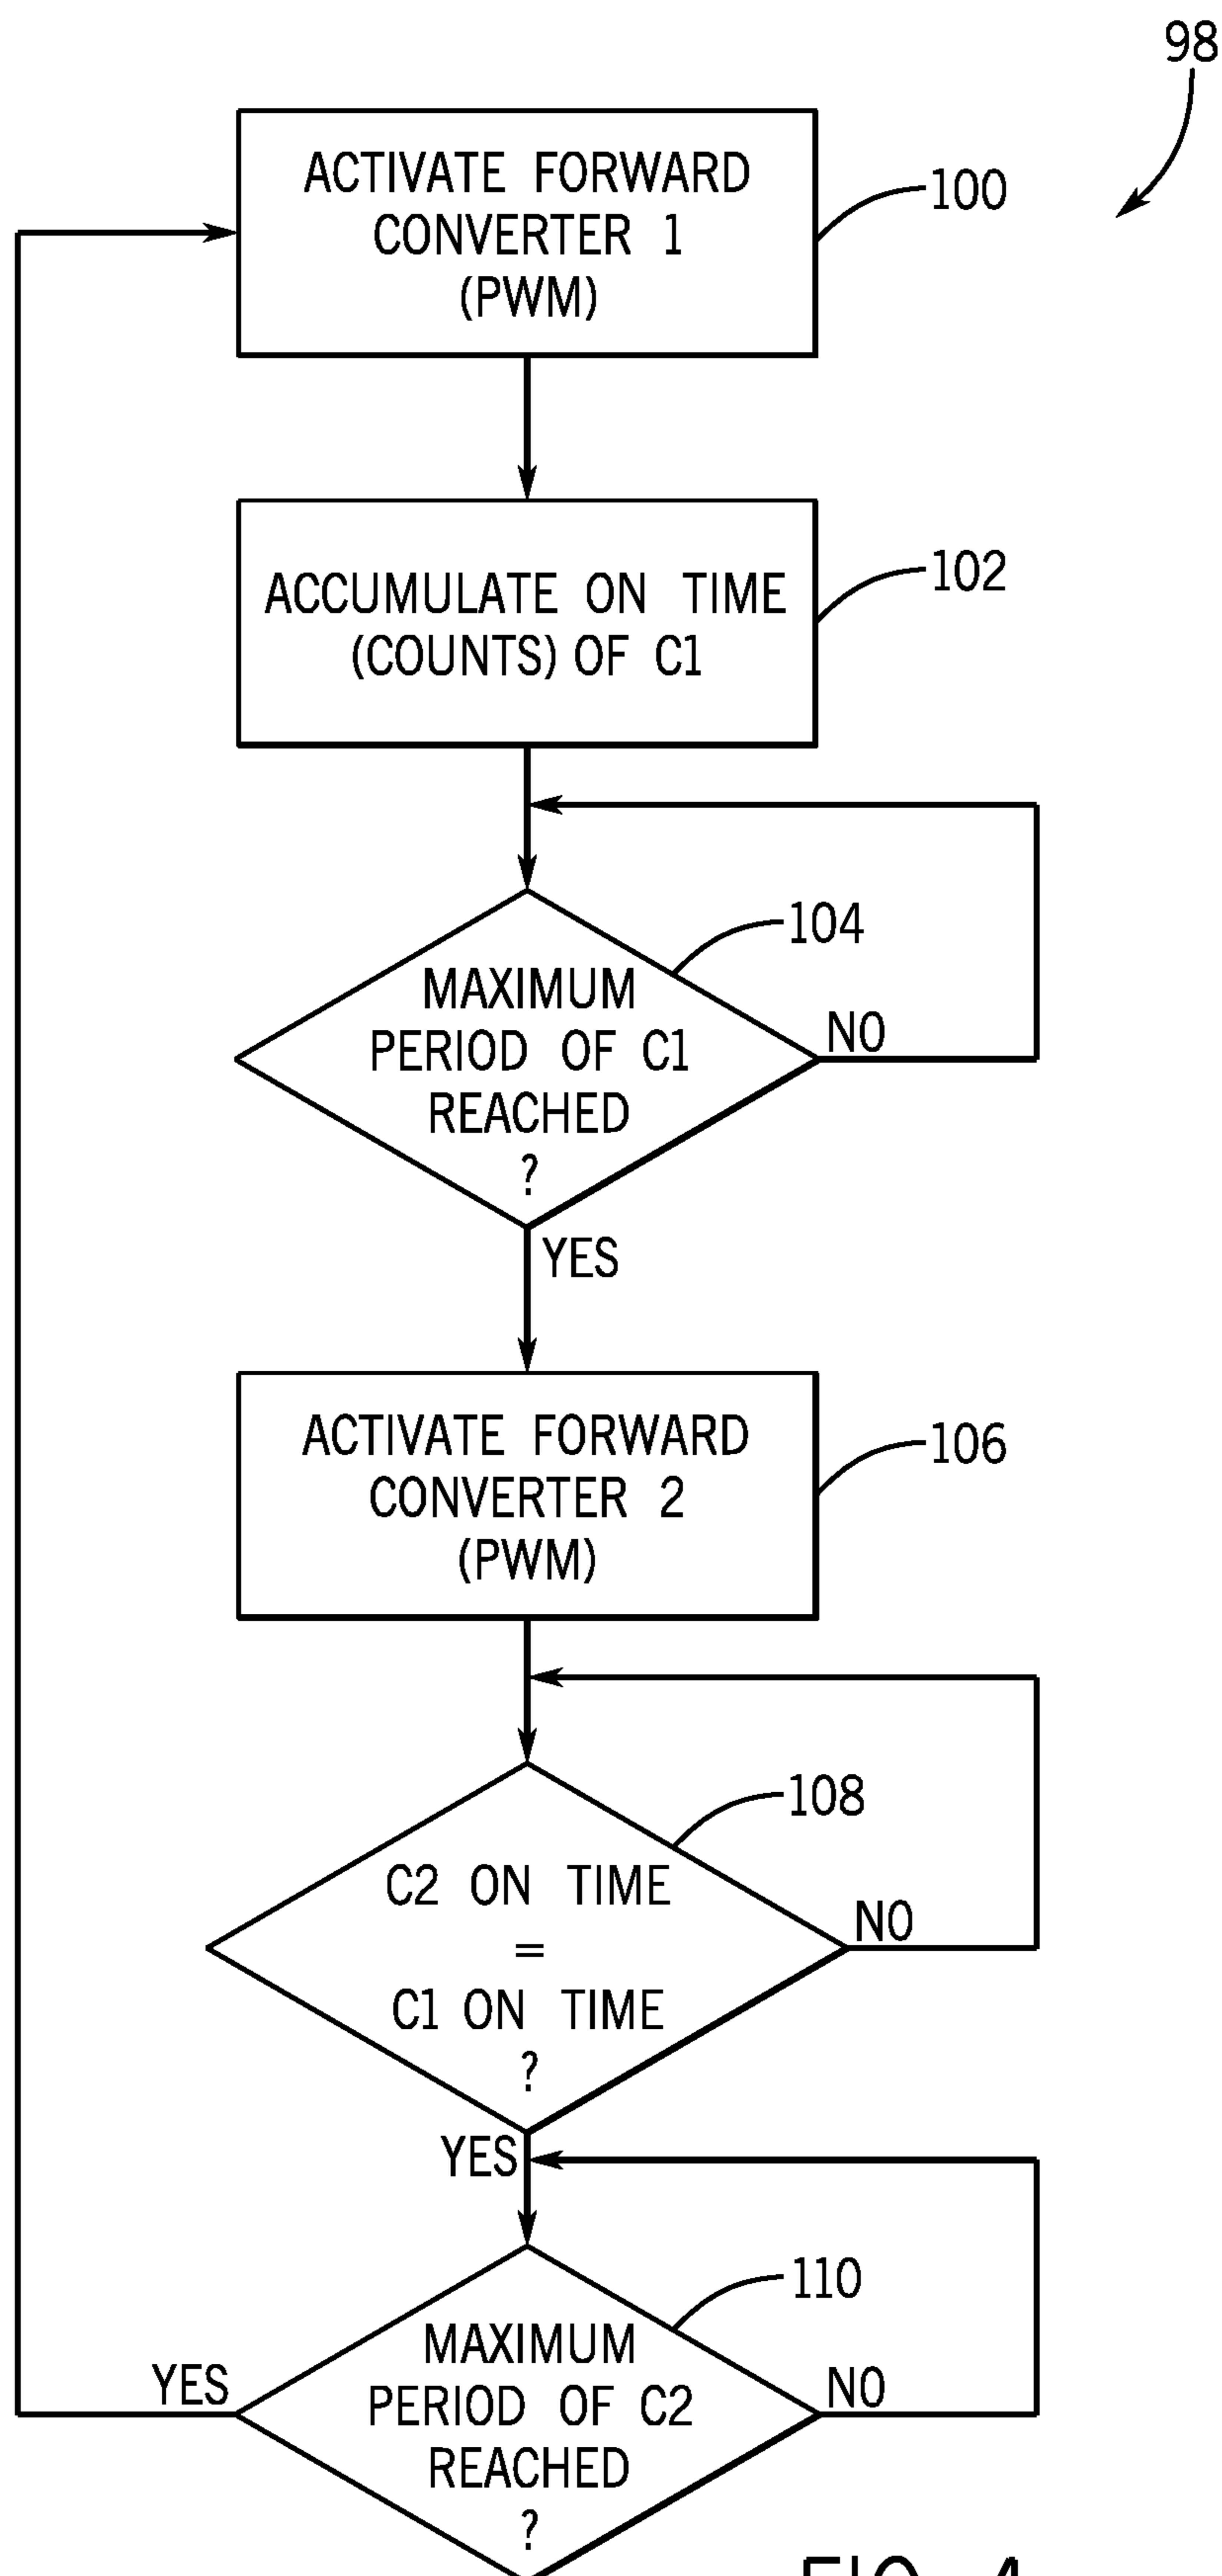 98
ACTIVATE FORWARD
CONVERTER 1
(PWM)
100
ACCUMULATE ON TIME
(COUNTS) OF C1
102
104
MAXIMUM
PERIOD OF C1
REACHED
?
NO
YES
ACTIVATE FORWARD
CONVERTER 2
(PWM)
106
108
C2 ON TIME
=
C1 ON TIME
?
NO
YES
110
MAXIMUM
PERIOD OF C2
REACHED
?
YES
NO